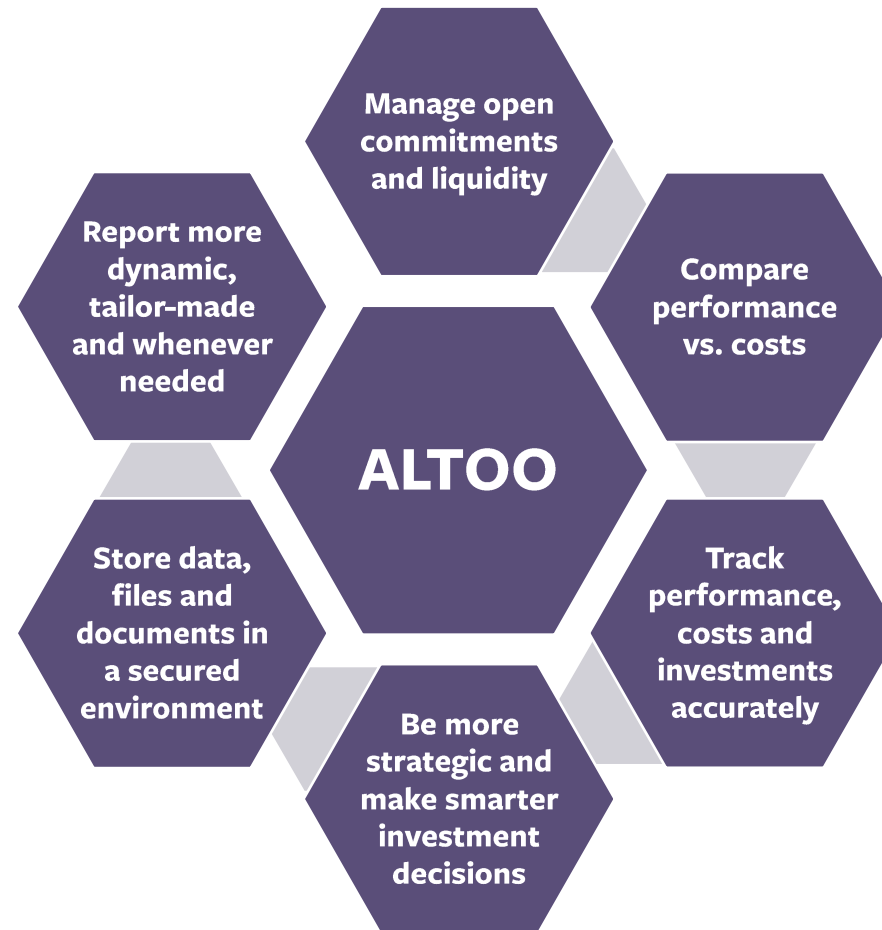 Manage open
commitments
and liquidity
Report more
dynamic,
tailor-made
and whenever
needed
Compare
performance
vs. costs
ALTOO
Store data,
files and
documents in
a secured
environment
Track
performance,
costs and
investments
accurately
Be more
strategic and
make smarter
investment
decisions